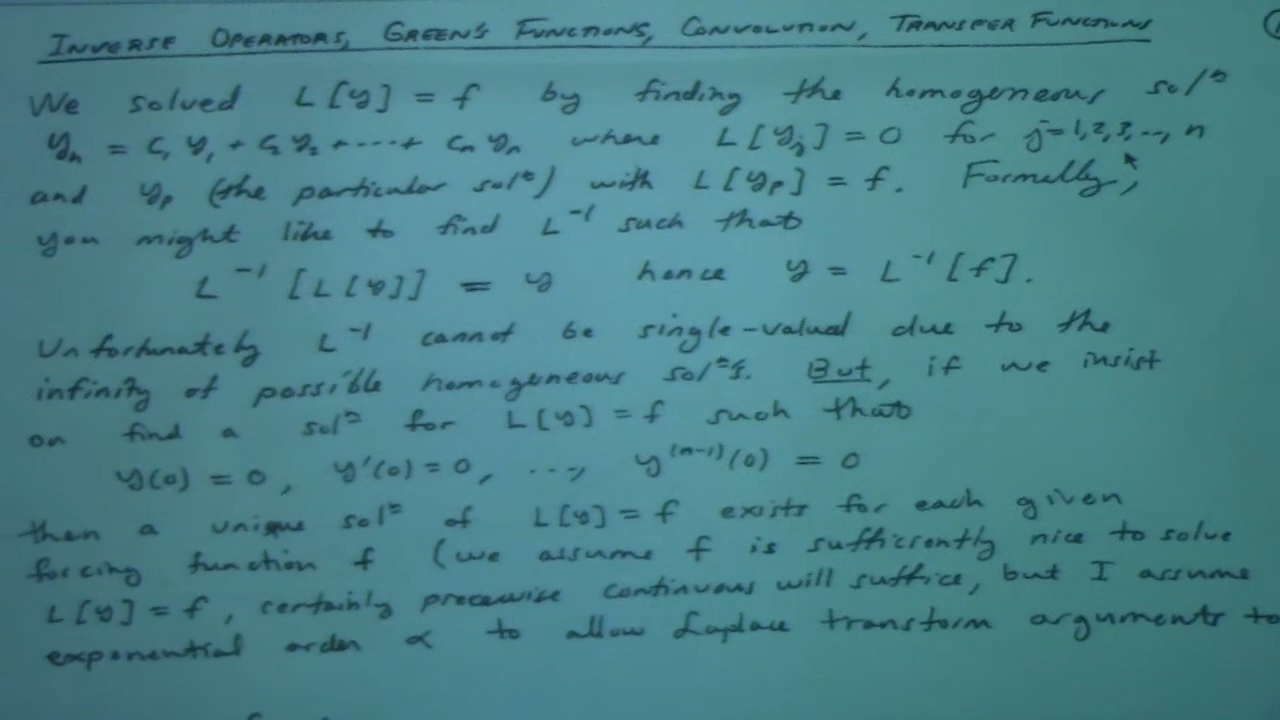 INVERSE OPERATORS, GREEN'S FUNCTIONS, CONVOLUTION, TRANSFER FUNCTIONS
We solved L[y] = f by finding the homogeneous sol^n
y_h = c_1 y_1 + c_2 y_2 + ---- + c_n y_n where L[y_j] = 0 for j=1,2,3,..., n
and y_p (the particular sol^n) with L[y_p] = f. Formally,
you might like to find L^-1 such that
L^-1 [L[y]] = y hence y = L^-1 [f].
Unfortunately L^-1 cannot be single-valued due to the
infinity of possible homogeneous sol^n s. But, if we insist
on find a sol^n for L[y] = f such that
y(0) = 0, y'(0) = 0, ..., y^(n-1)(0) = 0
then a unique sol^n of L[y] = f exists for each given
forcing function f (we assume f is sufficiently nice to solve
L[y] = f, certainly piecewise continuous will suffice, but I assume
exponential order α to allow Laplace transform arguments to